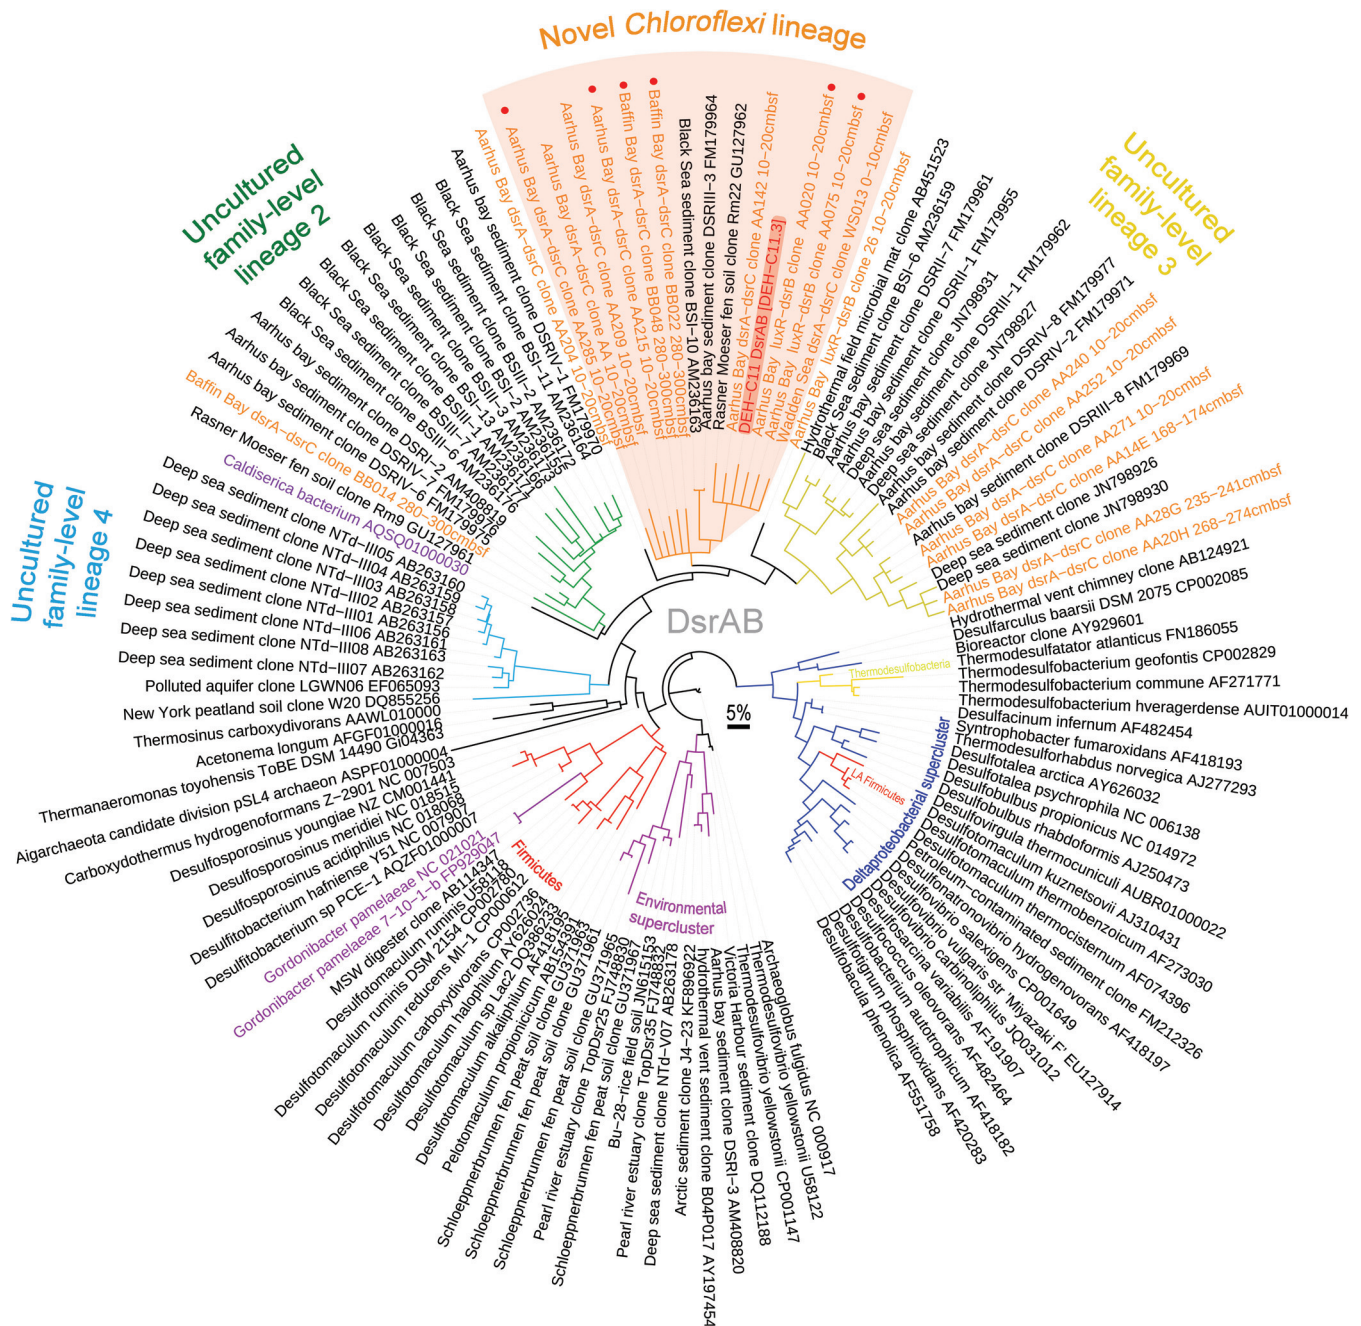 Novel Chloroflexi lineage
Uncultured
family-level
lineage 2
Uncultured
family-level
lineage 3
Uncultured
family-level
lineage 4
DsrAB
5%
Thermodesulfobacteria
LA Firmicutes
Deltaproteobacterial supercluster
Environmental
supercluster
Firmicutes
Aarhus Bay dsrA-dsrC clone AA204 10-20cmbsf
Aarhus Bay dsrA-dsrC clone AA285 10-20cmbsf
Aarhus Bay dsrA-dsrC clone AA 10-20cmbsf
Aarhus Bay dsrA-dsrC clone AA209 10-20cmbsf
Aarhus Bay dsrA-dsrC clone AA215 10-20cmbsf
Baffin Bay dsrA-dsrC clone BB048 280-300cmbsf
Baffin Bay dsrA-dsrC clone BB022 280-300cmbsf
Black Sea sediment clone BSI-10 AM236163
Aarhus bay sediment clone DSRIII-3 FM179964
Rasner Moeser fen soil clone Rm22 GU127962
Aarhus Bay dsrA-dsrC clone AA142 10-20cmbsf
DEH-C11 DsrAB [DEH-C11.3]
Aarhus Bay luxR-dsrB clone AA020 10-20cmbsf
Aarhus Bay luxR-dsrB clone AA075 10-20cmbsf
Wadden Sea dsrA-dsrC clone WS013 0-10cmbsf
Aarhus Bay luxR-dsrB clone 26 10-20cmbsf
Hydrothermal field microbial mat clone AB451523
Black Sea sediment clone BSI-6 AM236159
Aarhus bay sediment clone DSRII-7 FM179961
Aarhus bay sediment clone DSRII-1 FM179955
Deep sea sediment clone JN798931
Aarhus bay sediment clone DSRIII-1 FM179962
Deep sea sediment clone JN798927
Aarhus bay sediment clone DSRIV-8 FM179977
Aarhus bay sediment clone DSRIV-2 FM179971
Aarhus Bay dsrA-dsrC clone AA240 10-20cmbsf
Aarhus Bay dsrA-dsrC clone AA252 10-20cmbsf
Aarhus bay sediment clone DSRIII-8 FM179969
Aarhus Bay dsrA-dsrC clone AA271 10-20cmbsf
Aarhus Bay dsrA-dsrC clone AA14E 168-174cmbsf
Deep sea sediment clone JN798926
Deep sea sediment clone JN798930
Aarhus Bay dsrA-dsrC clone AA28G 235-241cmbsf
Aarhus Bay dsrA-dsrC clone AA20H 268-274cmbsf
Hydrothermal vent chimney clone AB124921
Desulfarculus baarsii DSM 2075 CP002085
Bioreactor clone AY929601
Thermodesulfatator atlanticus FN186055
Thermodesulfobacterium geofontis CP002829
Thermodesulfobacterium commune AF271771
Thermodesulfobacterium hveragerdense AUIT01000014
Desulfacinum infernum AF482454
Syntrophobacter fumaroxidans AF418193
Thermodesulforhabdus norvegica AJ277293
Desulfotalea arctica AY626032
Desulfotalea psychrophila NC 006138
Desulfobulbus propionicus NC 014972
Desulfobulbus rhabdoformis AJ250473
Desulfovirgula thermocuniculi AUBR01000022
Desulfotomaculum kuznetsovii AJ310431
Desulfotomaculum thermobenzoicum AF273030
Desulfotomaculum thermocisternum AF074396
Petroleum-contaminated sediment clone FM212326
Desulfonatronovibrio hydrogenovorans AF418197
Desulfovibrio salexigens CP001649
Desulfovibrio vulgaris str Miyazaki F' EU127914
Desulfovibrio carbinoliphilus JQ031012
Desulfosarcina variabilis AF191907
Desulfococcus oleovorans AF482464
Desulfobacterium autotrophicum AF418182
Desulfotignum phosphitoxidans AF420283
Desulfobacula phenolica AF551758
Archaeoglobus fulgidus NC 000917
Thermodesulfovibrio yellowstonii U58122
Thermodesulfovibrio yellowstonii CP001147
Victoria Harbour sediment clone DQ112188
Aarhus bay sediment clone DSRI-3 AM408820
hydrothermal vent sediment clone B04P017 AY197454
Arctic sediment clone J4-23 KF896922
Deep sea sediment clone NTd-V07 AB263178
Pearl river estuary clone TopDsr35 FJ748832
Bu-28-rice field soil JN615153
Schloeppnerbrunnen fen peat soil clone GU371967
Pearl river estuary clone TopDsr25 FJ748830
Schloeppnerbrunnen fen peat soil clone GU371965
Schloeppnerbrunnen fen peat soil clone GU371961
Schloeppnerbrunnen fen peat soil clone GU371963
Pelotomaculum propionicicum AB154391
Desulfotomaculum alkaliphilum AF418195
Desulfotomaculum sp Lac2 DQ386233
Desulfotomaculum halophilum AY626024
Desulfotomaculum carboxydivorans CP002736
Desulfotomaculum reducens MI-1 CP000612
Desulfotomaculum ruminis DSM 2154 CP002780
Desulfotomaculum ruminis U58118
MSW digester clone AB114347
Gordonibacter pamelaeae 7-10-1-b FP929047
Gordonibacter pamelaeae NC 021021
Desulfitobacterium sp PCE-1 AQZF01000007
Desulfitobacterium hafniense Y51 NC 007907
Desulfosporosinus acidiphilus NC 018068
Desulfosporosinus meridiei NC 018515
Desulfosporosinus youngiae NZ CM001441
Carboxydothermus hydrogenoformans Z-2901 NC 007503
Aigarchaeota candidate division pSL4 archaeon ASPF01000004
Thermanaeromonas toyohensis ToBE DSM 14490 Gi04363
Acetonema longum AFGF01000016
Thermosinus carboxydivorans AAWL010000
New York peatland soil clone W20 DQ855256
Polluted aquifer clone LGWN06 EF065093
Deep sea sediment clone NTd-III07 AB263162
Deep sea sediment clone NTd-III08 AB263163
Deep sea sediment clone NTd-III06 AB263161
Deep sea sediment clone NTd-III01 AB263156
Deep sea sediment clone NTd-III02 AB263157
Deep sea sediment clone NTd-III03 AB263158
Deep sea sediment clone NTd-III04 AB263159
Deep sea sediment clone NTd-III05 AB263160
Caldiserica bacterium AQSQ01000030
Rasner Moeser fen soil clone Rm9 GU127961
Baffin Bay dsrA-dsrC clone BB014 280-300cmbsf
Aarhus bay sediment clone DSRIV-6 FM179975
Aarhus bay sediment clone DSRIV-7 FM179976
Aarhus bay sediment clone DSRI-2 AM408819
Black Sea sediment clone BSIII-6 AM236176
Black Sea sediment clone BSIII-7 AM236177
Black Sea sediment clone BSIII-1
Black Sea sediment clone BSI-13
Black Sea sediment clone BSII-3
Black Sea sediment clone BSI-2
Black Sea sediment clone BSIII-2 AM236172
Black Sea sediment clone BSI-11 AM236164
Aarhus bay sediment clone DSRIV-1 FM179970